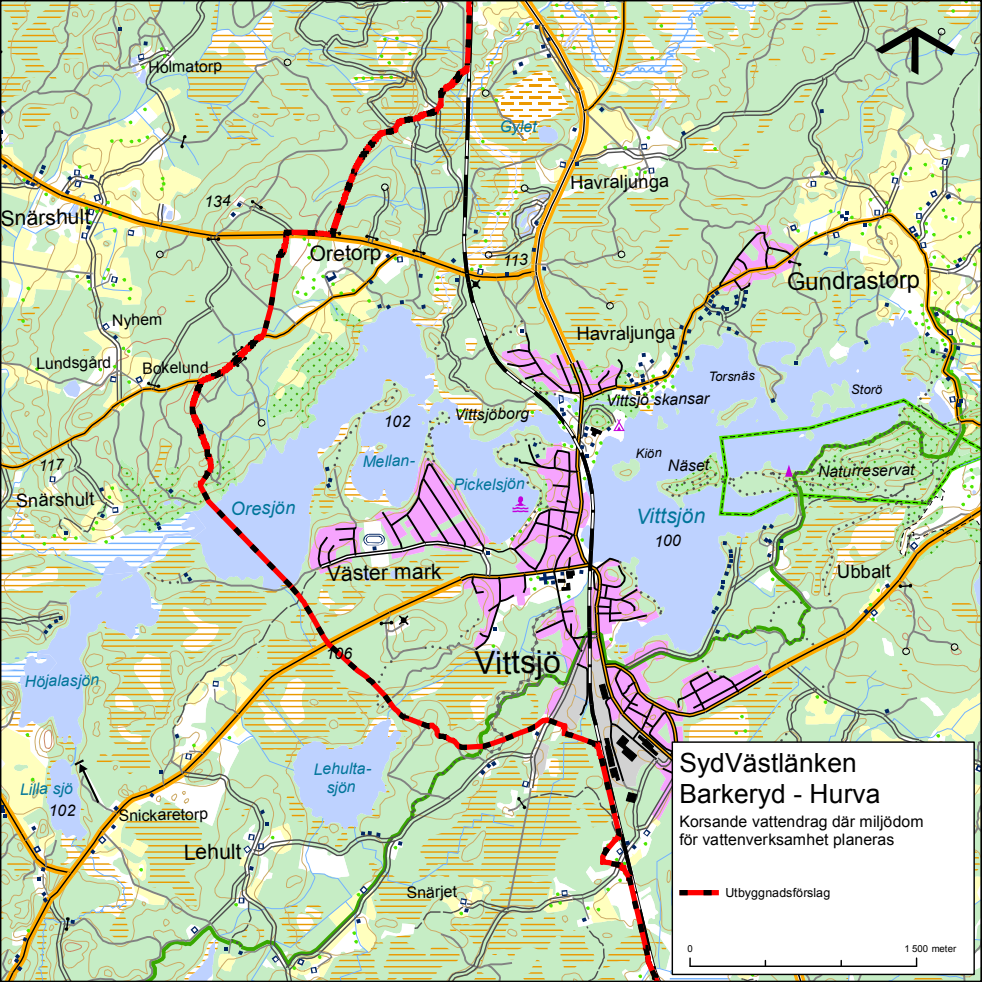 Holmatorp
Gylet
Havraljunga
134
Snärshult
Oretorp
113
Gundrastorp
Nyhem
Havraljunga
Lundsgård
Bokelund
Torsnäs
Storö
Vittsjö skansar
Vittsjöborg
102
Kiön
Mellan-
Näset
117
Naturreservat
Pickelsjön
Snärshult
Oresjön
Vittsjön
100
Väster mark
Ubbalt
106
Vittsjö
Höjalasjön
Lehulta-
sjön
Lilla sjö
102
Snickaretorp
Lehult
Snärjet
SydVästlänken
Barkeryd - Hurva
Korsande vattendrag där miljödom
för vattenverksamhet planeras
Utbyggnadsförslag
0 1 500 meter